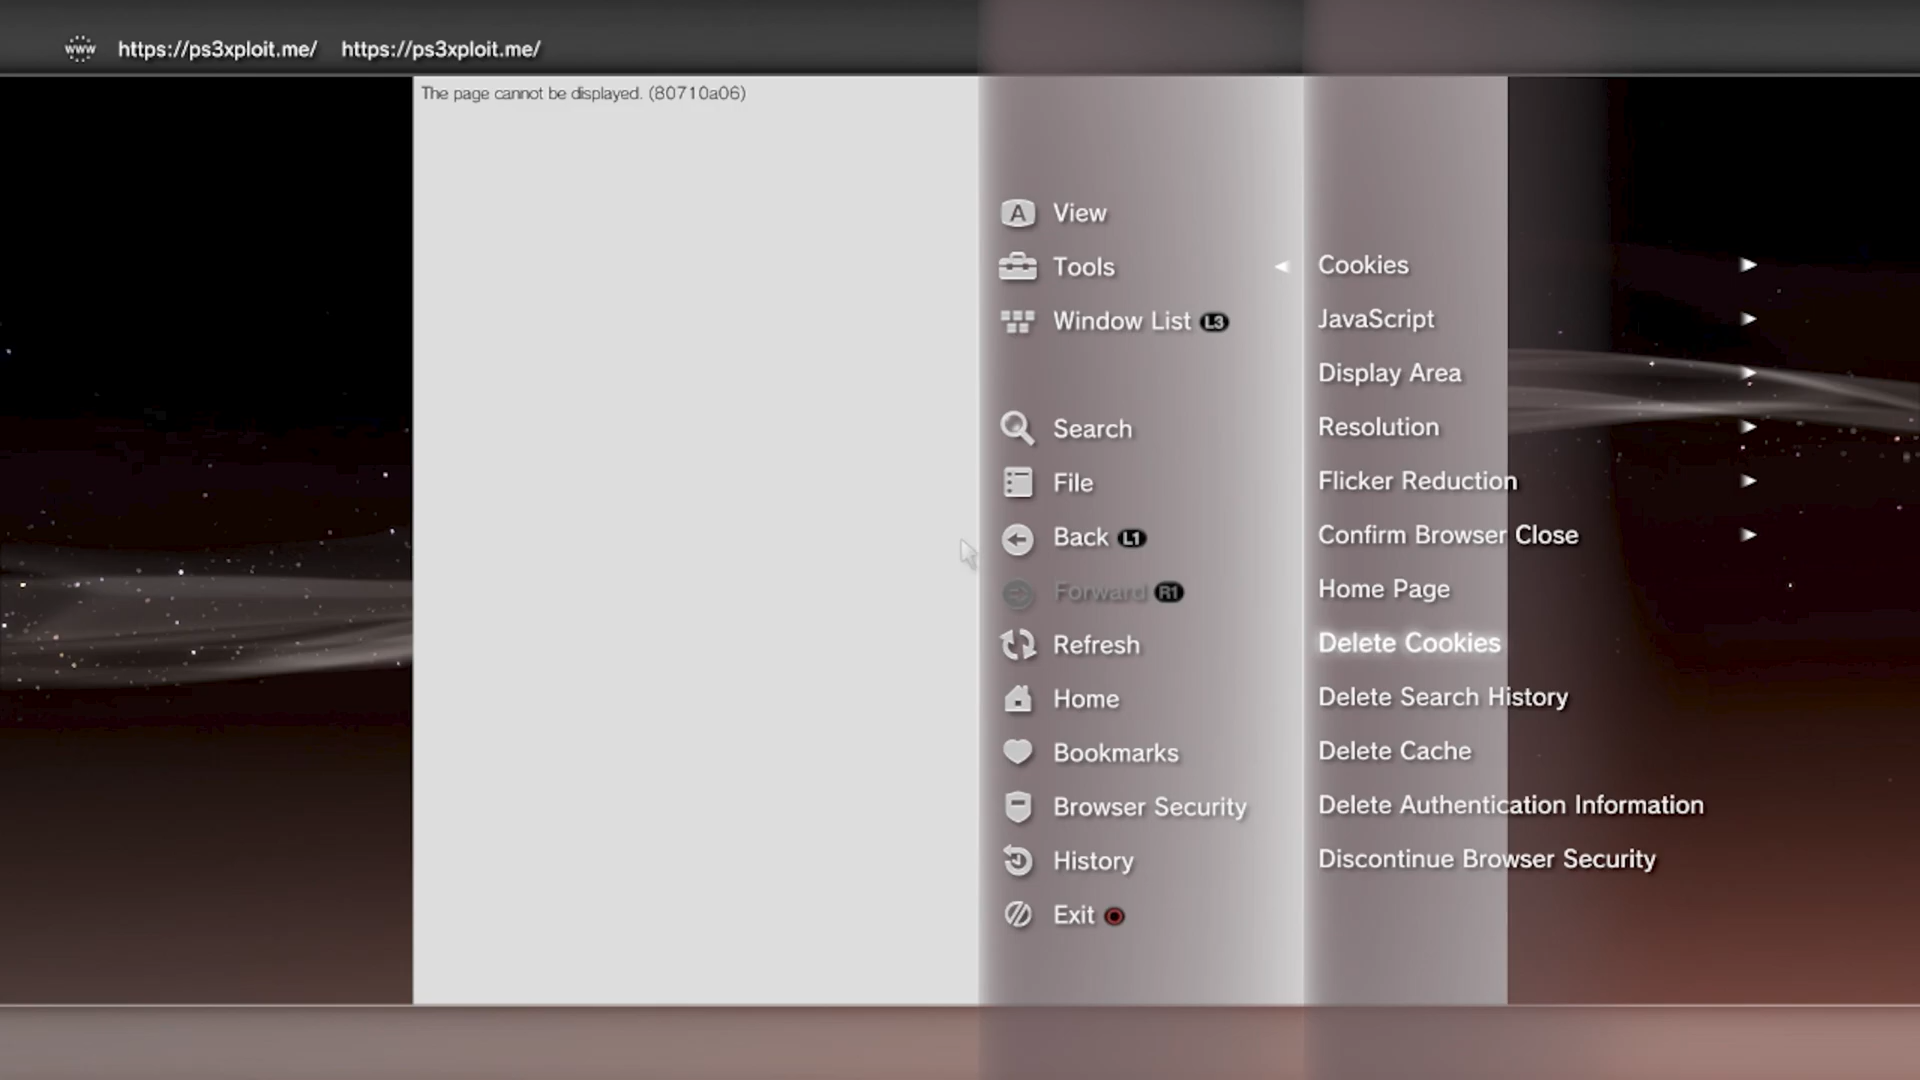 www https://ps3xploit.me/ https://ps3xploit.me/
The page cannot be displayed. (80710a06)
A View
Tools
Window List L3
Search
File
Back L1
Forward R1
Refresh
Home
Bookmarks
Browser Security
History
Exit
Cookies
JavaScript
Display Area
Resolution
Flicker Reduction
Confirm Browser Close
Home Page
Delete Cookies
Delete Search History
Delete Cache
Delete Authentication Information
Discontinue Browser Security